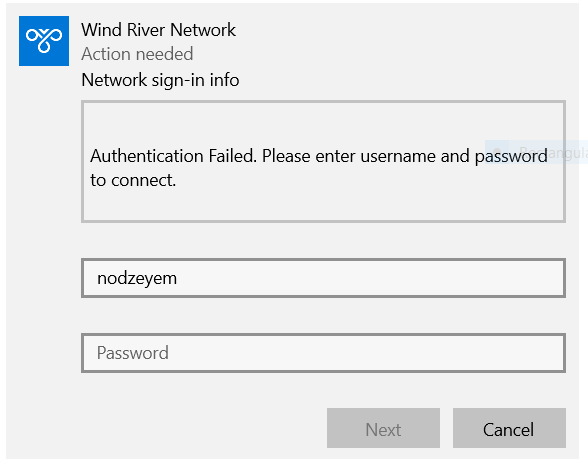 Wind River Network
Action needed
Network sign-in info
Authentication Failed. Please enter username and password
to connect.
nodzeyem
Password
Next
Cancel